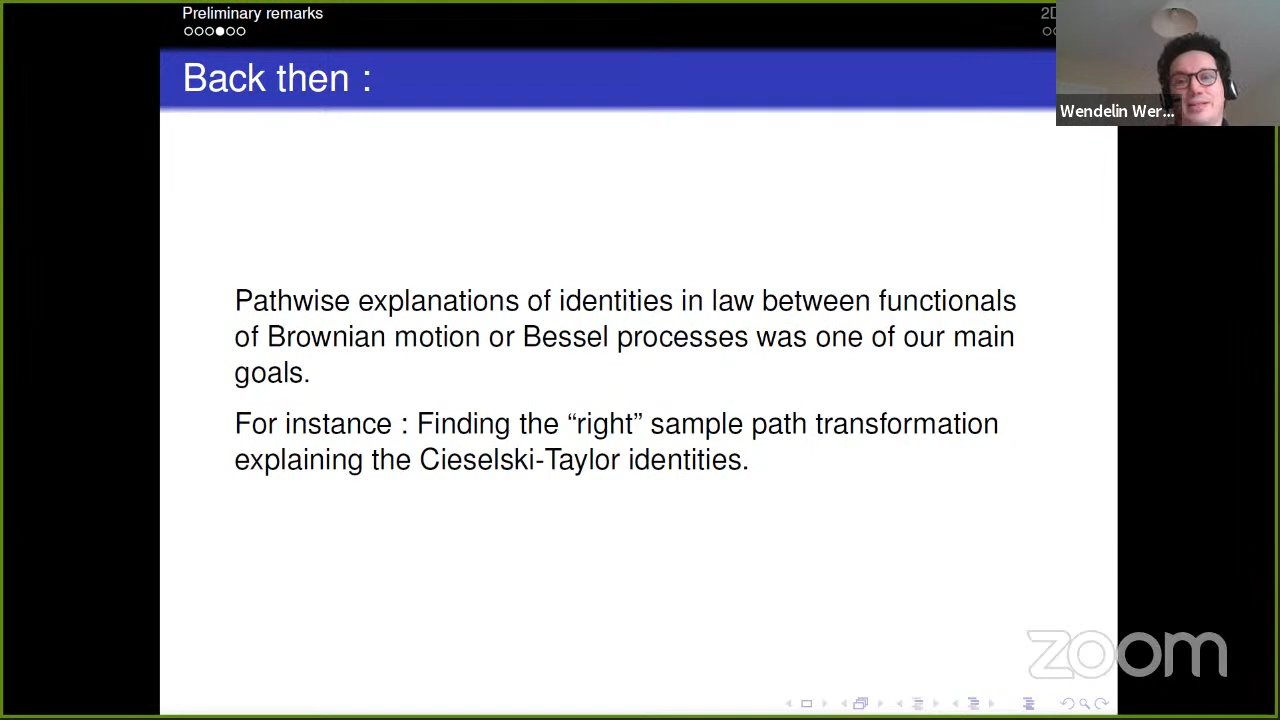 Preliminary remarks
2D
Back then :
Wendelin Wer...
Pathwise explanations of identities in law between functionals
of Brownian motion or Bessel processes was one of our main
goals.
For instance : Finding the “right” sample path transformation
explaining the Cieselski-Taylor identities.
zoom